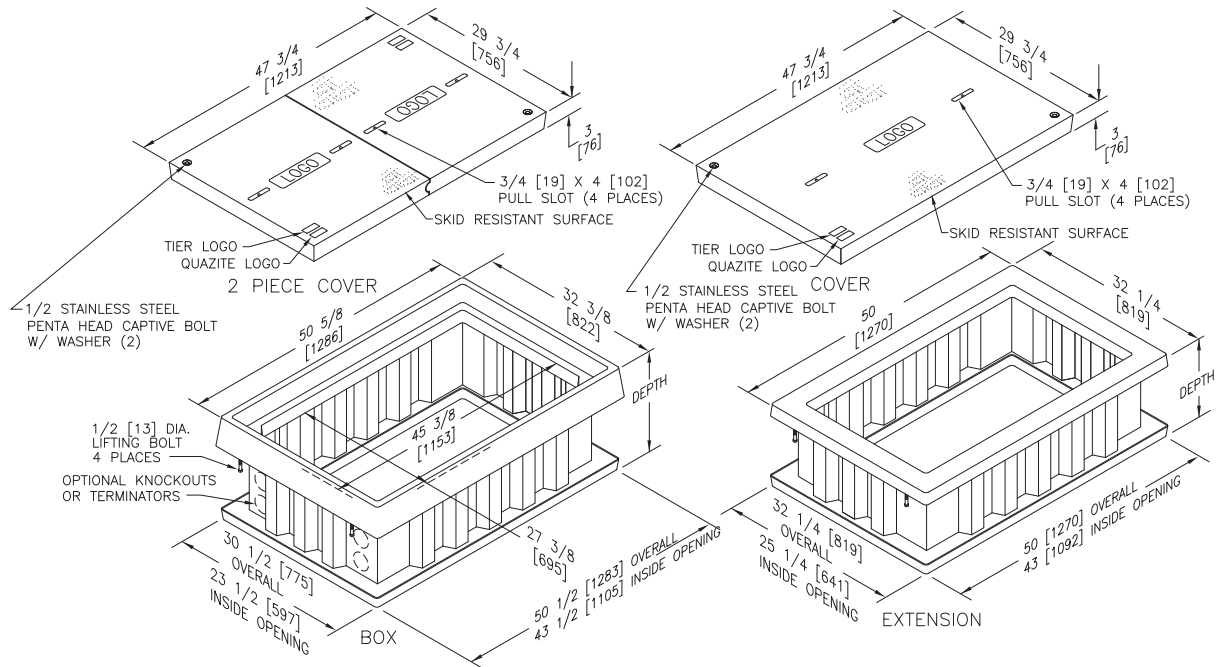 47 3/4
[1213]
29 3/4
[756]
3
[76]
LOGO
LOGO
3/4 [19] X 4 [102]
PULL SLOT (4 PLACES)
SKID RESISTANT SURFACE
TIER LOGO
QUAZITE LOGO
2 PIECE COVER
1/2 STAINLESS STEEL
PENTA HEAD CAPTIVE BOLT
W/ WASHER (2)
47 3/4
[1213]
29 3/4
[756]
3
[76]
LOGO
3/4 [19] X 4 [102]
PULL SLOT (4 PLACES)
SKID RESISTANT SURFACE
TIER LOGO
QUAZITE LOGO
COVER
1/2 STAINLESS STEEL
PENTA HEAD CAPTIVE BOLT
W/ WASHER (2)
50 5/8
[1286]
32 3/8
[822]
DEPTH
45 3/8
[1153]
1/2 [13] DIA.
LIFTING BOLT
4 PLACES
OPTIONAL KNOCKOUTS
OR TERMINATORS
27 3/8
[695]
30 1/2 [775]
OVERALL
23 1/2 [597]
INSIDE OPENING
50 1/2 [1283] OVERALL
43 1/2 [1105] INSIDE OPENING
BOX
50
[1270]
32 1/4
[819]
DEPTH
32 1/4 [819]
OVERALL
25 1/4 [641]
INSIDE OPENING
50 [1270] OVERALL
43 [1092] INSIDE OPENING
EXTENSION